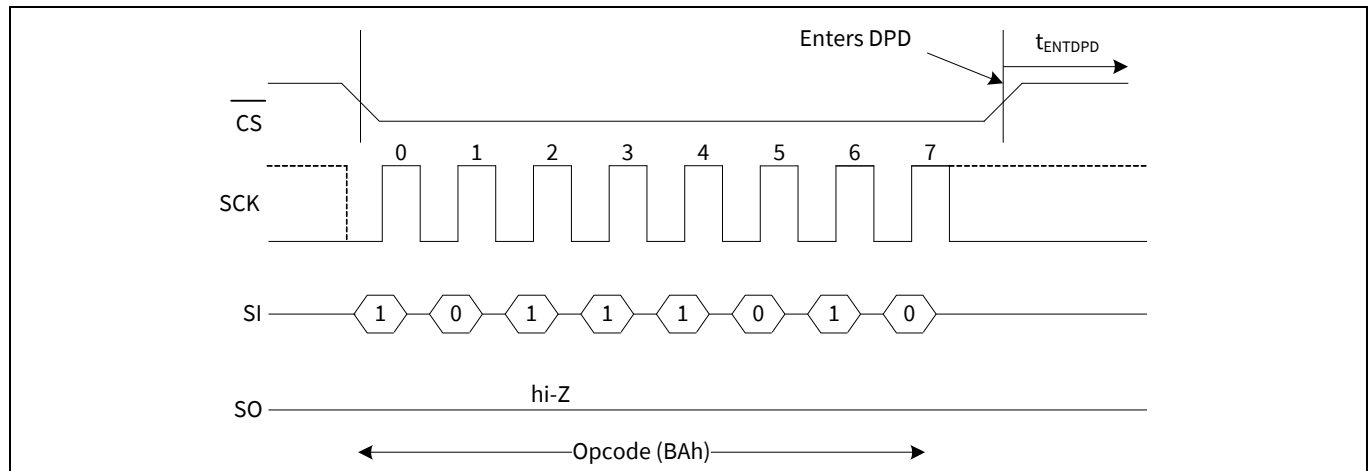 Enters DPD
tENTDPD
CS
0 1 2 3 4 5 6 7
SCK
SI 1 0 1 1 1 0 1 0
hi-Z
SO
Opcode (BAh)